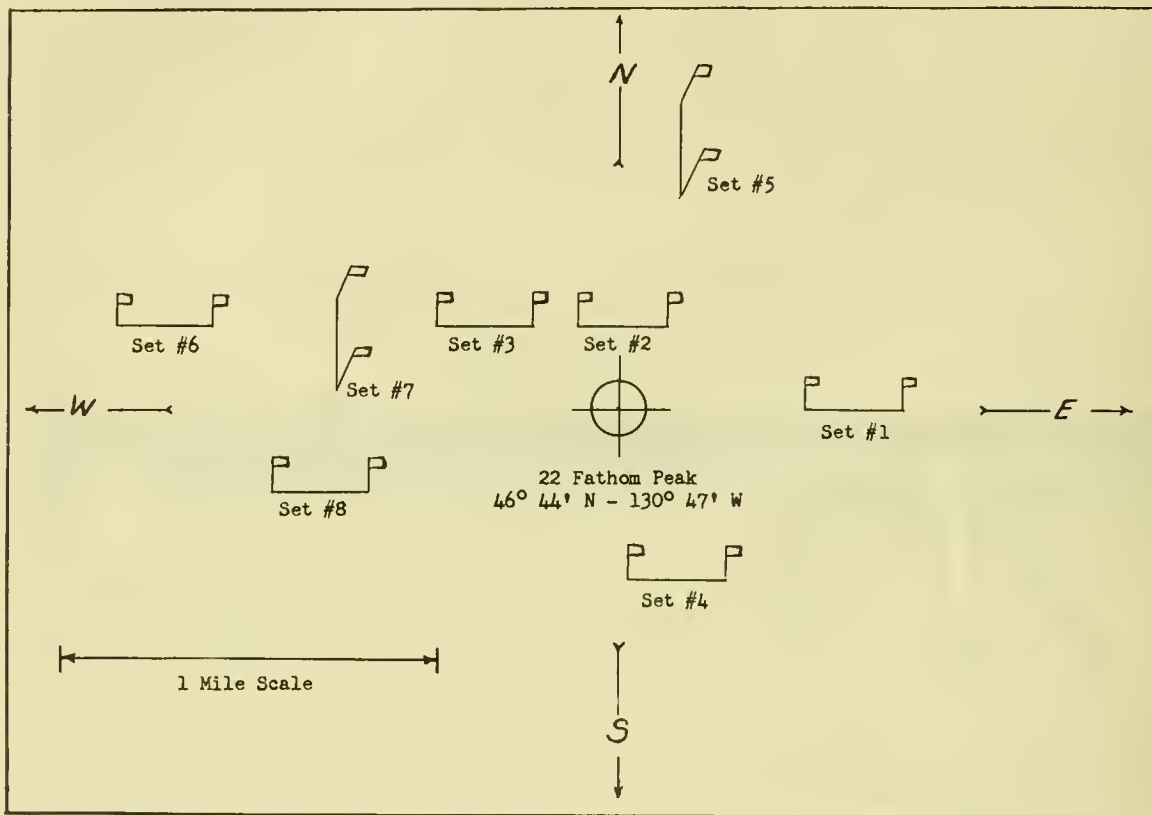 N
Set #5
Set #6
Set #3
Set #2
Set #7
W
E
Set #1
22 Fathom Peak
46° 44' N - 130° 47' W
Set #8
Set #4
1 Mile Scale
S